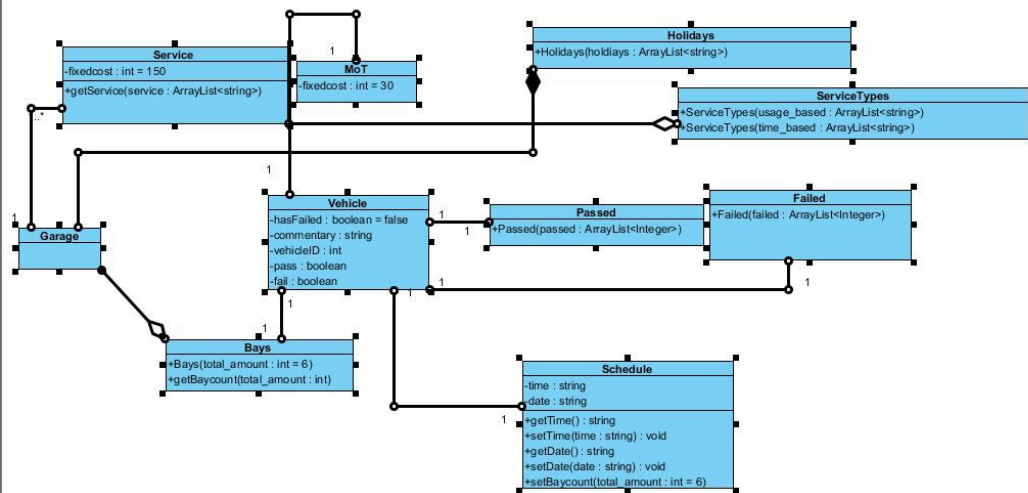 Service
-fixedcost : int = 150
+getService(service : ArrayList<string>)
1
MoT
-fixedcost : int = 30
Holidays
+Holidays(holdiays : ArrayList<string>)
ServiceTypes
+ServiceTypes(usage_based : ArrayList<string>)
+ServiceTypes(time_based : ArrayList<string>)
..*
1
1
Garage
Vehicle
-hasFailed : boolean = false
-commentary : string
-vehicleID : int
-pass : boolean
-fail : boolean
1
1
Passed
+Passed(passed : ArrayList<Integer>)
Failed
+Failed(failed : ArrayList<Integer>)
1
1
1
1
1
Bays
+Bays(total_amount : int = 6)
+getBaycount(total_amount : int)
Schedule
-time : string
-date : string
+getTime() : string
+setTime(time : string) : void
+getDate() : string
+setDate(date : string) : void
+setBaycount(total_amount : int = 6)
1